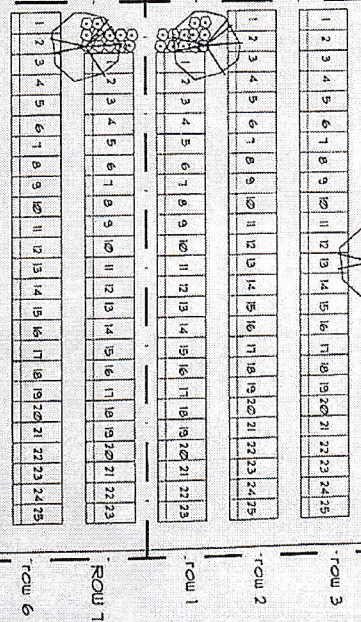 1 2 3 4 5 6 7 8 9 10 11 12 13 14 15 16 17 18 19 20 21 22 23 24 25 row 3
1 2 3 4 5 6 7 8 9 10 11 12 13 14 15 16 17 18 19 20 21 22 23 24 25 row 2
1 2 3 4 5 6 7 8 9 10 11 12 13 14 15 16 17 18 19 20 21 22 23 row 1
1 2 3 4 5 6 7 8 9 10 11 12 13 14 15 16 17 18 19 20 21 22 23 ROW 7
1 2 3 4 5 6 7 8 9 10 11 12 13 14 15 16 17 18 19 20 21 22 23 24 25 row 6